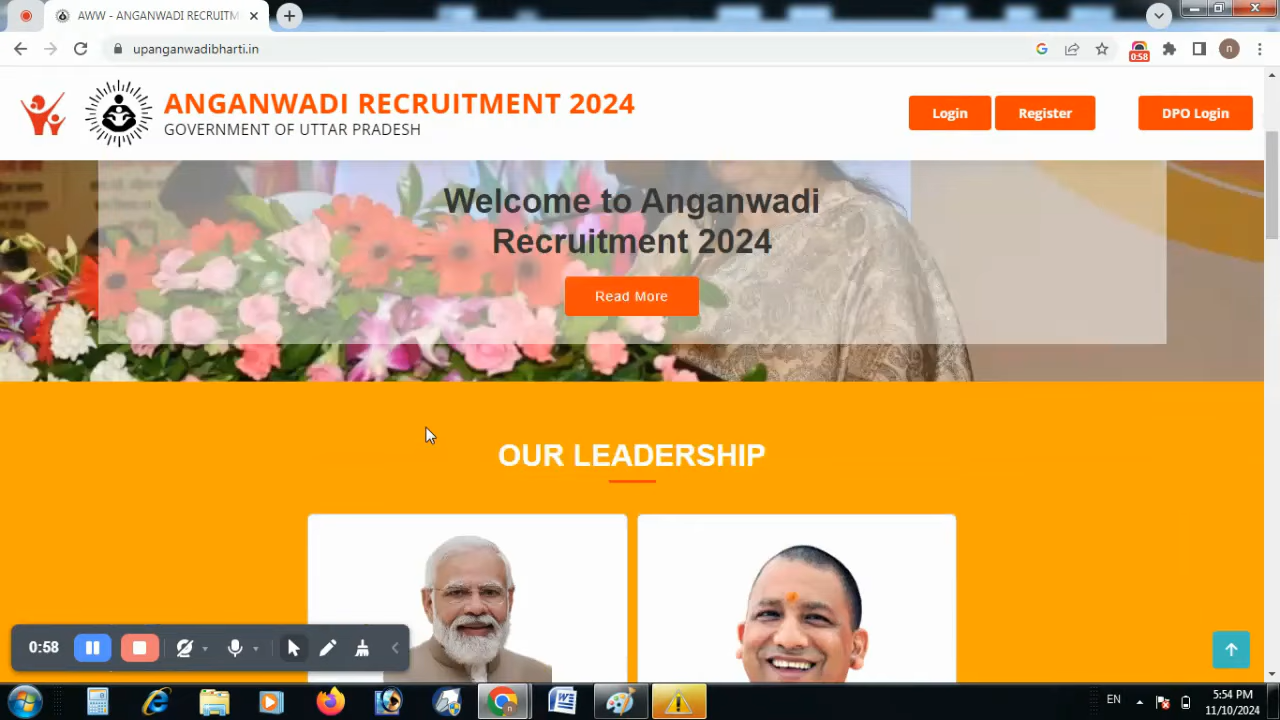 AWW - ANGANWADI RECRUITM
upanganwadibharti.in
0:58
n
ANGANWADI RECRUITMENT 2024
GOVERNMENT OF UTTAR PRADESH
Login
Register
DPO Login
Welcome to Anganwadi
Recruitment 2024
Read More
OUR LEADERSHIP
0:58
EN
5:54 PM
11/10/2024